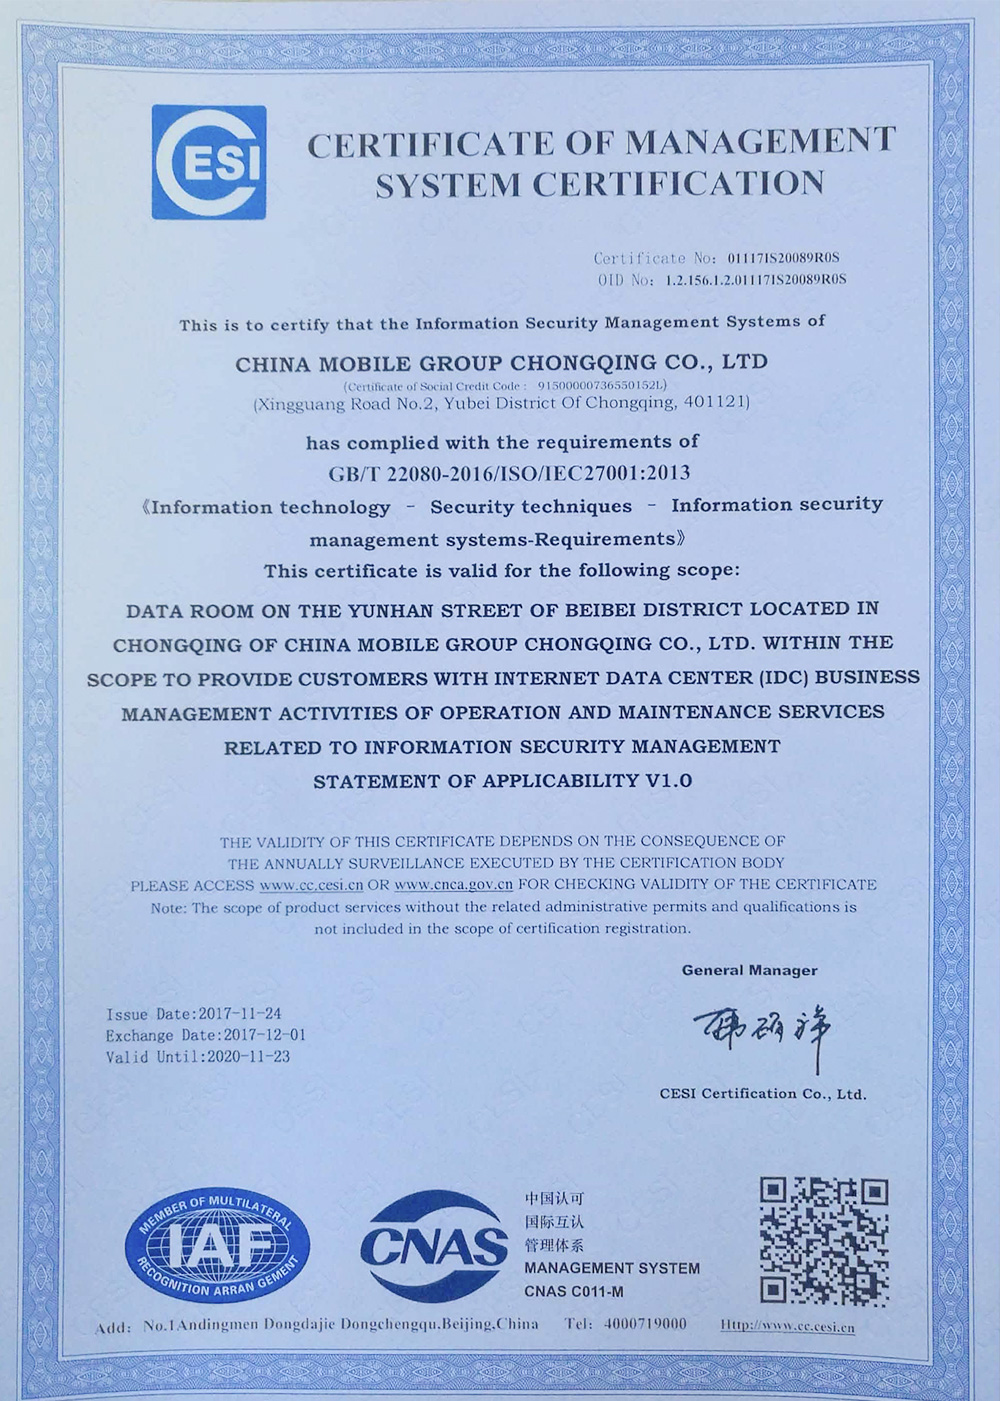 CESI
CERTIFICATE OF MANAGEMENT
SYSTEM CERTIFICATION
Certificate No: 01117IS20089R0S
OID No: 1.2.156.1.2.01117IS20089R0S
This is to certify that the Information Security Management Systems of
CHINA MOBILE GROUP CHONGQING CO., LTD
(Certificate of Social Credit Code : 91500000736550152L)
(Xingguang Road No.2, Yubei District Of Chongqing, 401121)
has complied with the requirements of
GB/T 22080-2016/ISO/IEC27001:2013
《Information technology - Security techniques - Information security
management systems-Requirements》
This certificate is valid for the following scope:
DATA ROOM ON THE YUNHAN STREET OF BEIBEI DISTRICT LOCATED IN
CHONGQING OF CHINA MOBILE GROUP CHONGQING CO., LTD. WITHIN THE
SCOPE TO PROVIDE CUSTOMERS WITH INTERNET DATA CENTER (IDC) BUSINESS
MANAGEMENT ACTIVITIES OF OPERATION AND MAINTENANCE SERVICES
RELATED TO INFORMATION SECURITY MANAGEMENT
STATEMENT OF APPLICABILITY V1.0
THE VALIDITY OF THIS CERTIFICATE DEPENDS ON THE CONSEQUENCE OF
THE ANNUALLY SURVEILLANCE EXECUTED BY THE CERTIFICATION BODY
PLEASE ACCESS www.cc.cesi.cn OR www.cnca.gov.cn FOR CHECKING VALIDITY OF THE CERTIFICATE
Note: The scope of product services without the related administrative permits and qualifications is
not included in the scope of certification registration.
General Manager
Issue Date:2017-11-24
Exchange Date:2017-12-01
Valid Until:2020-11-23
CESI Certification Co., Ltd.
MEMBER OF MULTILATERAL
IAF
RECOGNITION ARRAN GEMENT
CNAS
中国认可
国际互认
管理体系
MANAGEMENT SYSTEM
CNAS C011-M
Add: No.1Andingmen Dongdajie Dongchengqu.Beijing,China Tel: 4000719000 Http://www.cc.cesi.cn